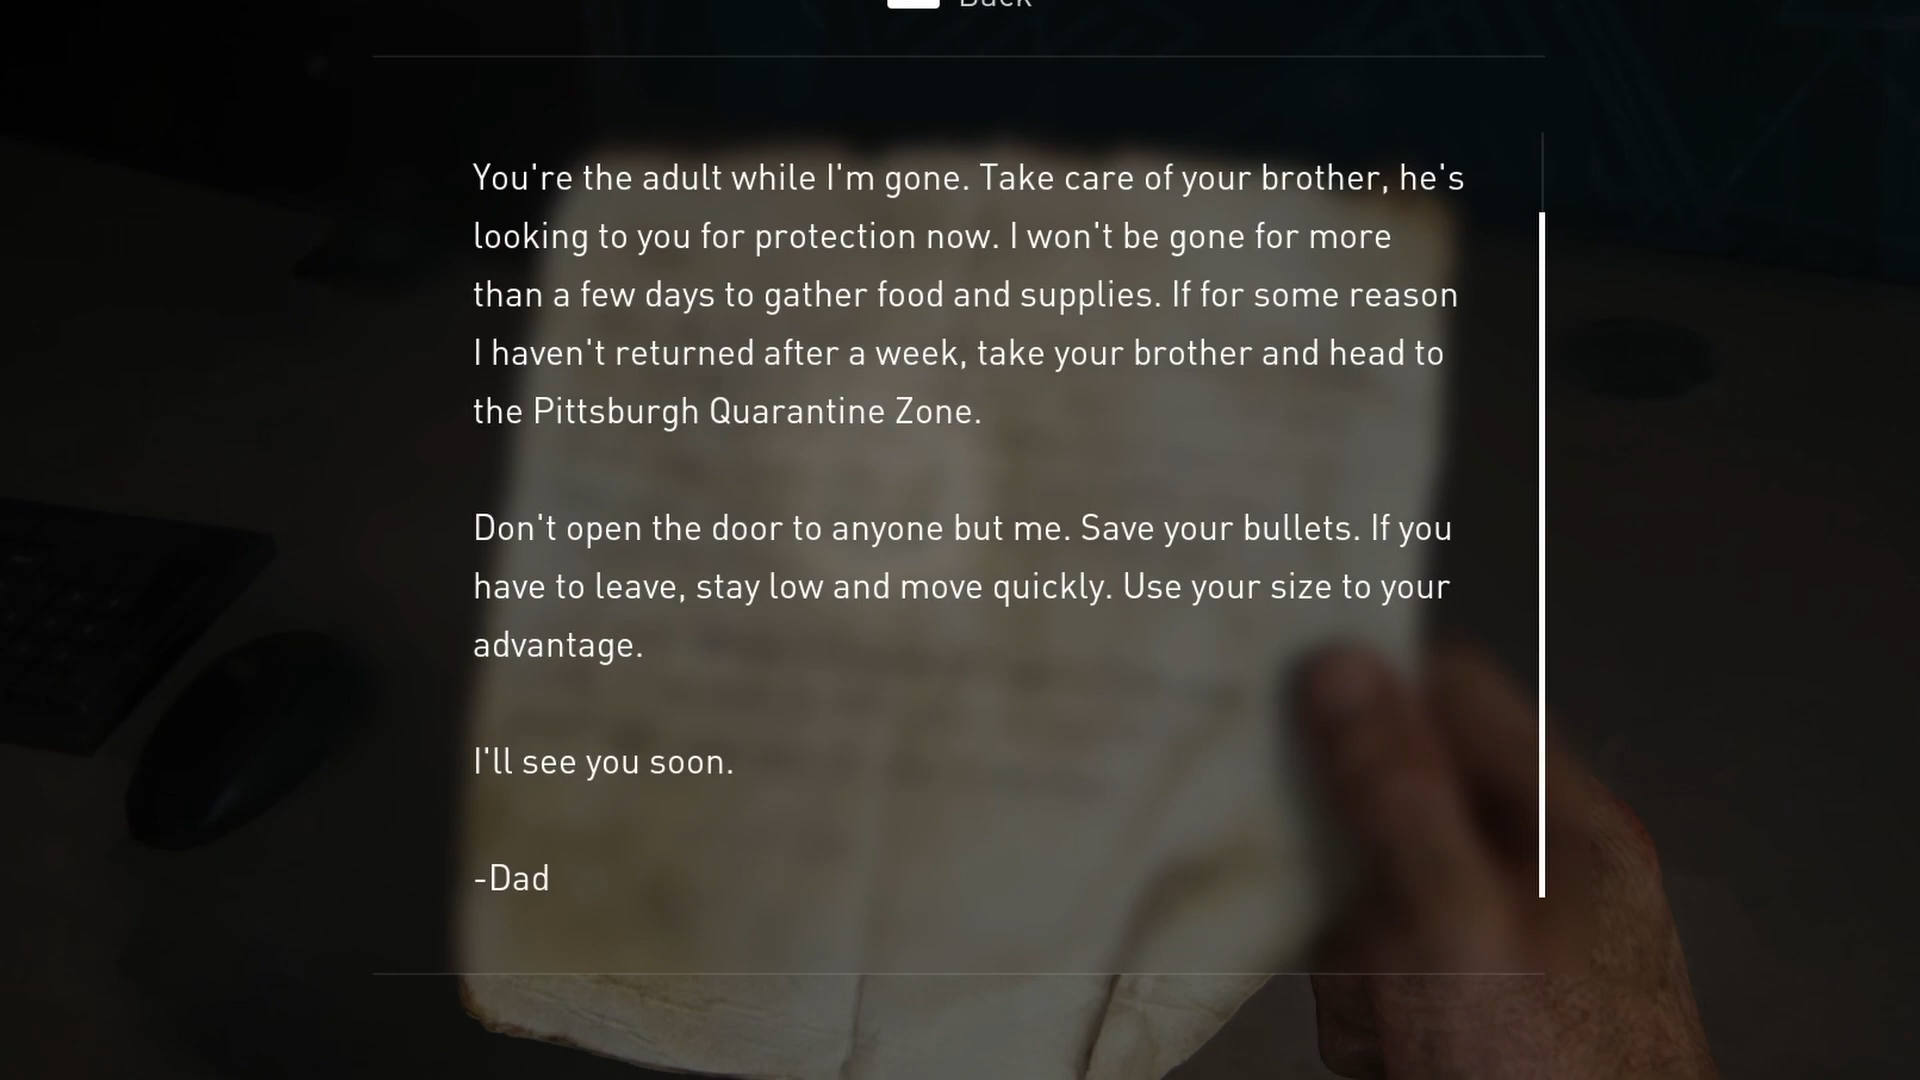 Back
You're the adult while I'm gone. Take care of your brother, he's
looking to you for protection now. I won't be gone for more
than a few days to gather food and supplies. If for some reason
I haven't returned after a week, take your brother and head to
the Pittsburgh Quarantine Zone.
Don't open the door to anyone but me. Save your bullets. If you
have to leave, stay low and move quickly. Use your size to your
advantage.
I'll see you soon.
-Dad